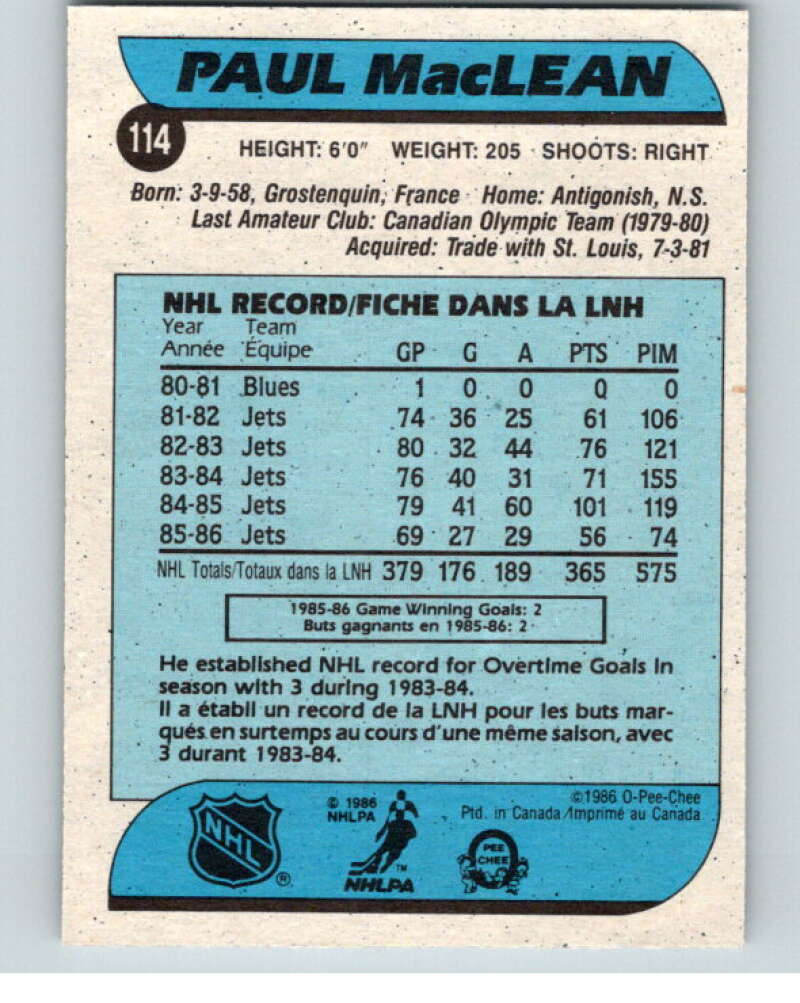 PAUL MacLEAN
114
HEIGHT: 6'0" WEIGHT: 205 SHOOTS: RIGHT
Born: 3-9-58, Grostenquin, France Home: Antigonish, N.S.
Last Amateur Club: Canadian Olympic Team (1979-80)
Acquired: Trade with St. Louis, 7-3-81
NHL RECORD/FICHE DANS LA LNH
Year Team
Année Équipe GP G A PTS PIM
80-81 Blues 1 0 0 0 0
81-82 Jets 74 36 25 61 106
82-83 Jets 80 32 44 76 121
83-84 Jets 76 40 31 71 155
84-85 Jets 79 41 60 101 119
85-86 Jets 69 27 29 56 74
NHL Totals/Totaux dans la LNH 379 176 189 365 575
1985-86 Game Winning Goals: 2
Buts gagnants en 1985-86: 2
He established NHL record for Overtime Goals in
season with 3 during 1983-84.
Il a établi un record de la LNH pour les buts mar-
qués en surtemps au cours d'une même saison, avec
3 durant 1983-84.
NHL ®
© 1986
NHLPA
TM
NHLPA
©1986 O-Pee-Chee
Ptd. in Canada/Imprimé au Canada
PEE
CHEE